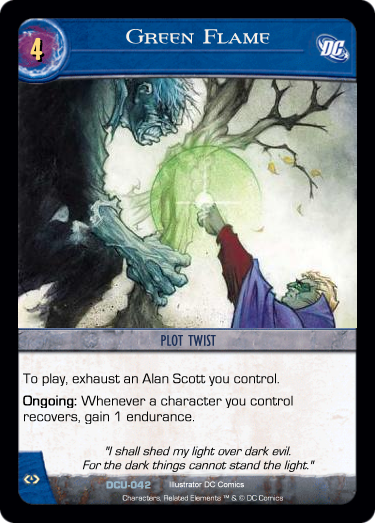 4
GREEN FLAME
DC
PLOT TWIST
To play, exhaust an Alan Scott you control.
Ongoing: Whenever a character you control
recovers, gain 1 endurance.
"I shall shed my light over dark evil.
For the dark things cannot stand the light."
DCU-042 Illustrator DC Comics
Characters, Related Elements ™ & © DC Comics